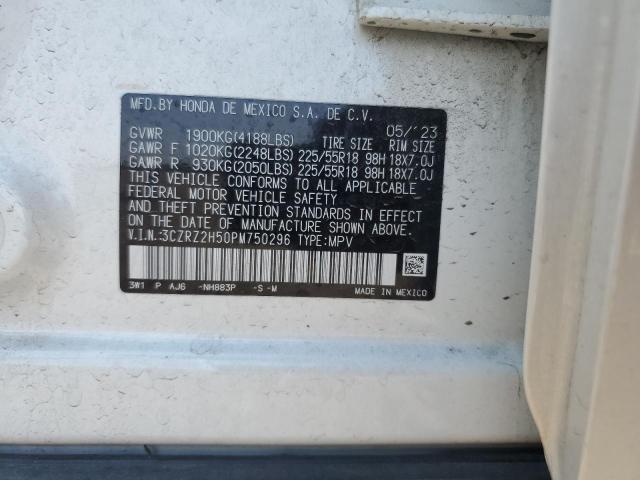 MFD.BY HONDA DE MEXICO S.A. DE C.V.
GVWR 1900KG(4188LBS) TIRE SIZE 05/'23 RIM SIZE
GAWR F 1020KG(2248LBS) 225/55R18 98H 18X7.0J
GAWR R 930KG(2050LBS) 225/55R18 98H 18X7.0J
THIS VEHICLE CONFORMS TO ALL APPLICABLE
FEDERAL MOTOR VEHICLE SAFETY
AND THEFT PREVENTION STANDARDS IN EFFECT
ON THE DATE OF MANUFACTURE SHOWN ABOVE.
V.I.N.:3CZRZ2H50PM750296 TYPE:MPV
3W1 P AJ6 -NH883P -S -M
MADE IN MEXICO